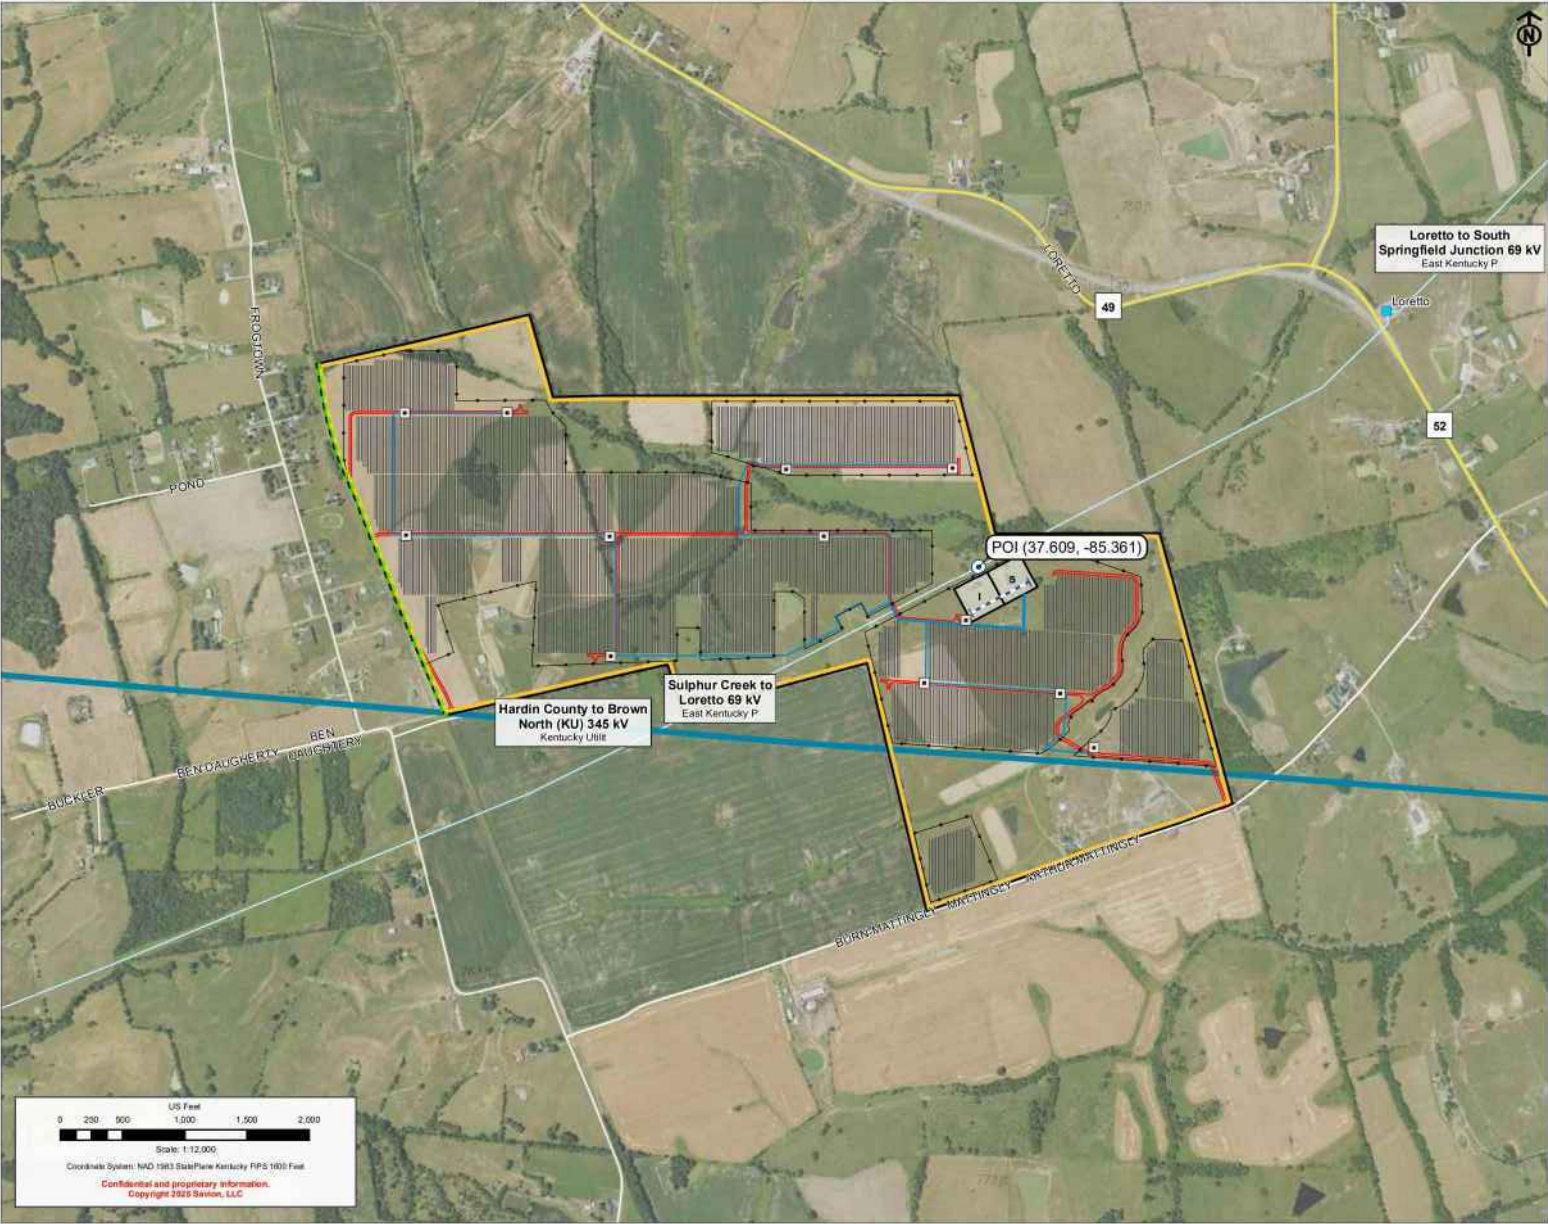 N
Loretto to South
Springfield Junction 69 kV
East Kentucky P
LORETTO
49
Loretto
FROGTOWN
52
POND
POI (37.609, -85.361)
S
Sulphur Creek to
Loretto 69 kV
East Kentucky P
Hardin County to Brown
North (KU) 345 kV
Kentucky Utilit
BEN
BEN DAUGHERTY
DAUGHTERY
BUCKLER
BURN MATTINGLY
MATTINGLY
ARTHUR MATTINGLY
US Feet
0 250 500 1,000 1,500 2,000
Scale: 1:12,000
Coordinate System: NAD 1983 StatePlane Kentucky FIPS 1600 Feet
Confidential and proprietary information.
Copyright 2025 Savion, LLC